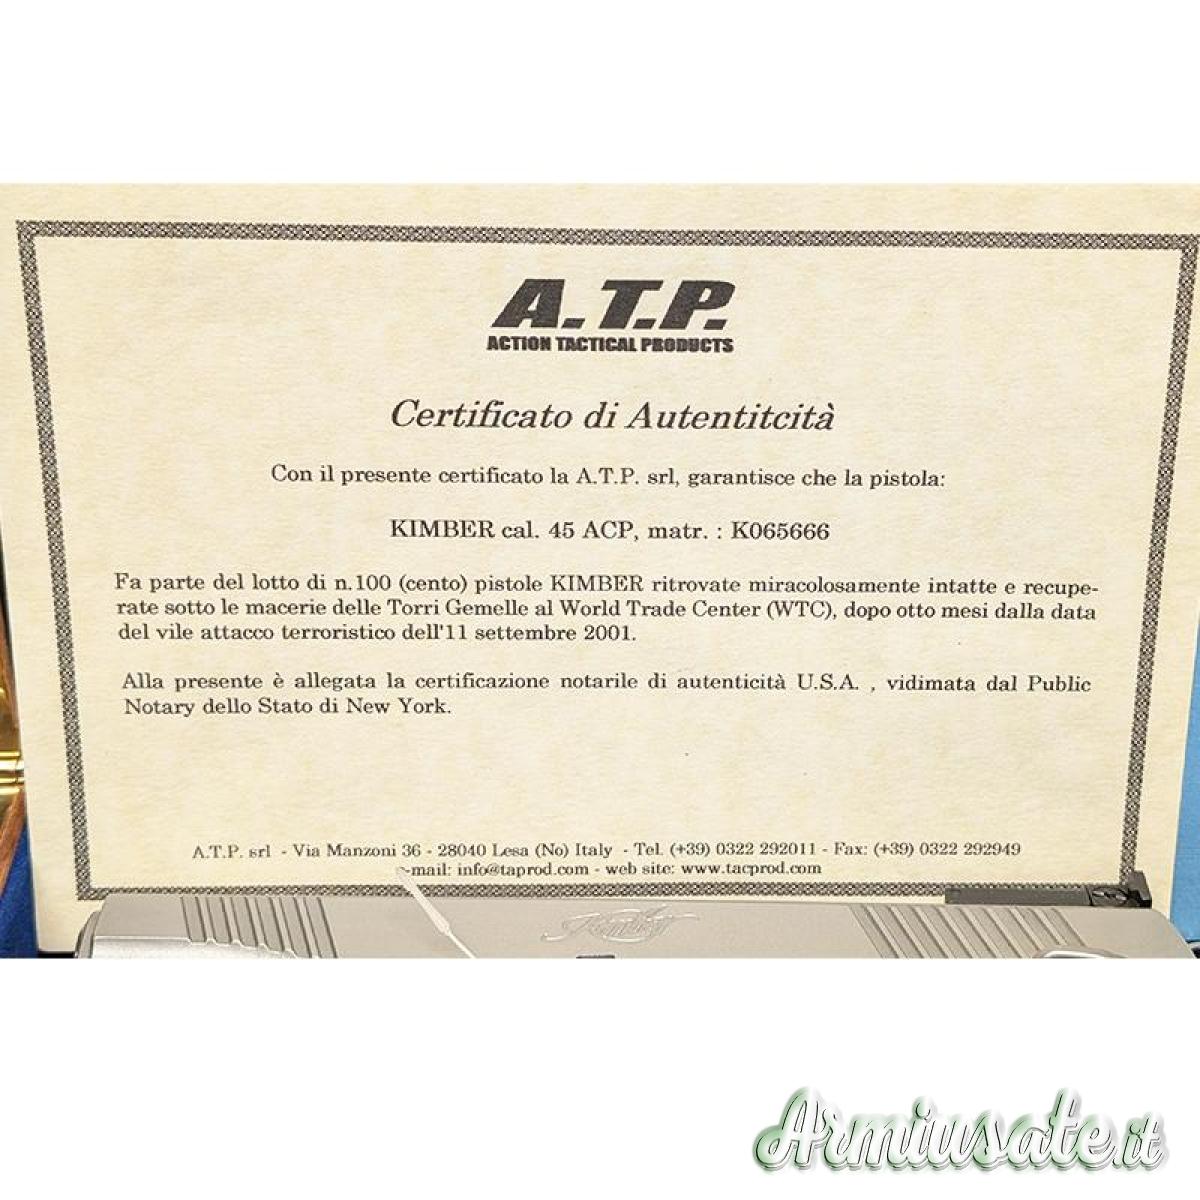 A.T.P.
ACTION TACTICAL PRODUCTS
Certificato di Autentitcità
Con il presente certificato la A.T.P. srl, garantisce che la pistola:
KIMBER cal. 45 ACP, matr. : K065666
Fa parte del lotto di n.100 (cento) pistole KIMBER ritrovate miracolosamente intatte e recupe-
rate sotto le macerie delle Torri Gemelle al World Trade Center (WTC), dopo otto mesi dalla data
del vile attacco terroristico dell'11 settembre 2001.
Alla presente è allegata la certificazione notarile di autenticità U.S.A. , vidimata dal Public
Notary dello Stato di New York.
A.T.P. srl - Via Manzoni 36 - 28040 Lesa (No) Italy - Tel. (+39) 0322 292011 - Fax: (+39) 0322 292949
e-mail: info@taprod.com - web site: www.tacprod.com
Kimber
Armiusate.it